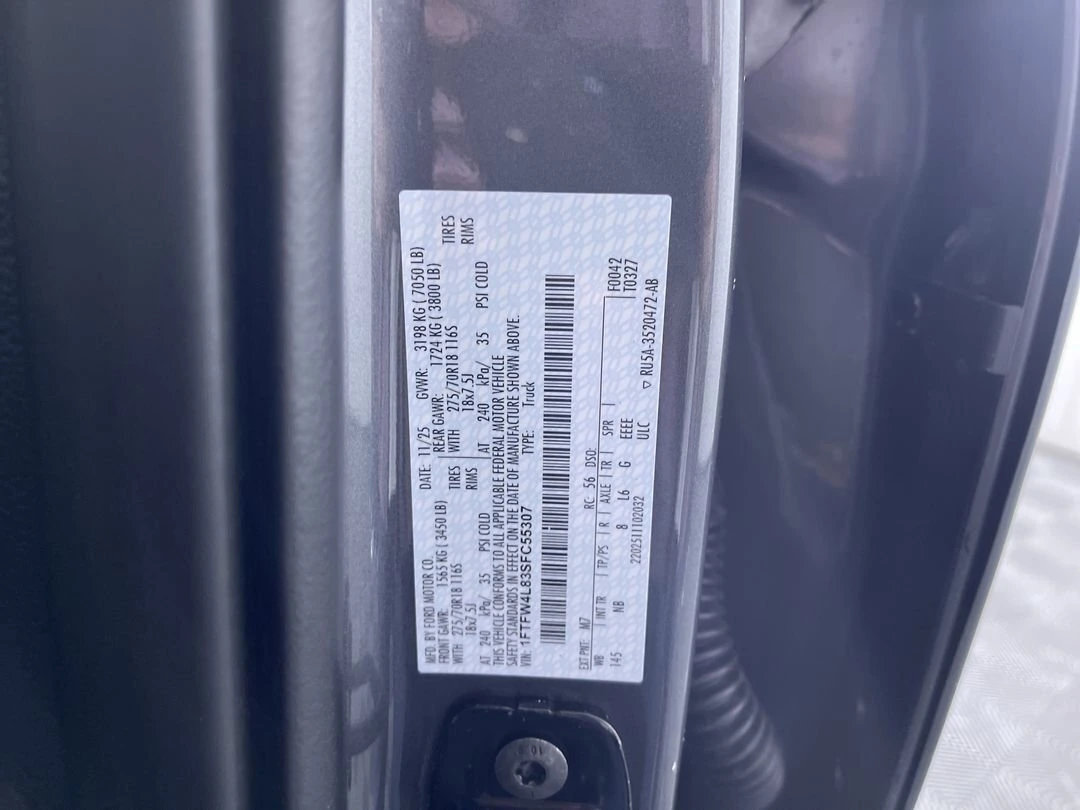 MFD. BY FORD MOTOR CO.
DATE: 11/25 GVWR: 3198 KG ( 7050 LB)
FRONT GAWR: 1565 KG ( 3450 LB)
REAR GAWR: 1724 KG ( 3800 LB)
WITH 275/70R18 116S TIRES
WITH 275/70R18 116S TIRES
18x7.5J RIMS
18x7.5J RIMS
AT 240 kPa/ 35 PSI COLD
AT 240 kPa/ 35 PSI COLD
THIS VEHICLE CONFORMS TO ALL APPLICABLE FEDERAL MOTOR VEHICLE
SAFETY STANDARDS IN EFFECT ON THE DATE OF MANUFACTURE SHOWN ABOVE.
VIN: 1FTFW4L83SFC55307 TYPE: Truck
EXT PNT: M7 RC: 56 DSO:
WB INT TR TP/PS R AXLE TR SPR F0042
145 NB 8 L6 G EEEE T0327
2202511102032 ULC ▽ RU5A-3520472-AB
10.9